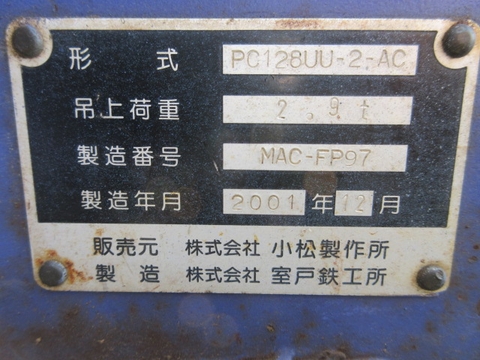 形式 PC128UU-2-AC
吊上荷重 2.9t
製造番号 MAC-FP97
製造年月 2001年12月
販売元 株式会社 小松製作所
製造 株式会社 室戸鉄工所